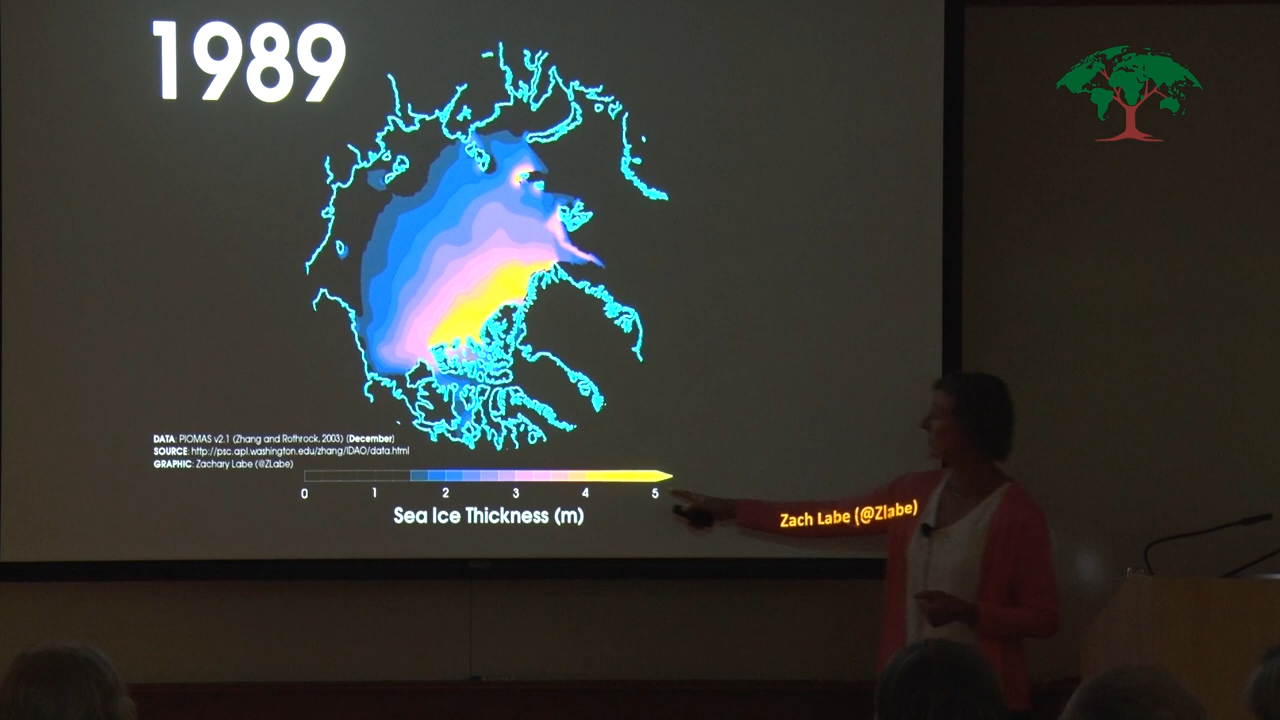 1989
DATA: PIOMAS v2.1 (Zhang and Rothrock, 2003) (December)
SOURCE: http://psc.apl.washington.edu/zhang/IDAO/data.html
GRAPHIC: Zachary Labe (@ZLabe)
0 1 2 3 4 5
Sea Ice Thickness (m)
Zach Labe (@Zlabe)